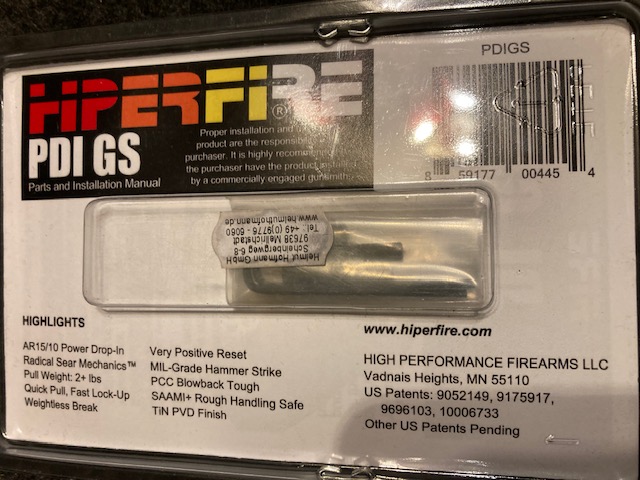 PDIGS
HIPERFIRE®
PDI GS
Parts and Installation Manual
Proper installation and
product are the responsibi
purchaser. It is highly recommen
the purchaser have the product
by a commercially engaged gunsmith.
8 59177 00445 4
Helmut Hofmann GmbH
Scheinbergweg 6-8
97638 Mellrichstadt
Tel.: +49 (0)9776 - 6060
www.helmuthofmann.de
HIGHLIGHTS
AR15/10 Power Drop-In
Radical Sear Mechanics™
Pull Weight: 2+ lbs
Quick Pull, Fast Lock-Up
Weightless Break
Very Positive Reset
MIL-Grade Hammer Strike
PCC Blowback Tough
SAAMI+ Rough Handling Safe
TiN PVD Finish
www.hiperfire.com
HIGH PERFORMANCE FIREARMS LLC
Vadnais Heights, MN 55110
US Patents: 9052149, 9175917,
9696103, 10006733
Other US Patents Pending